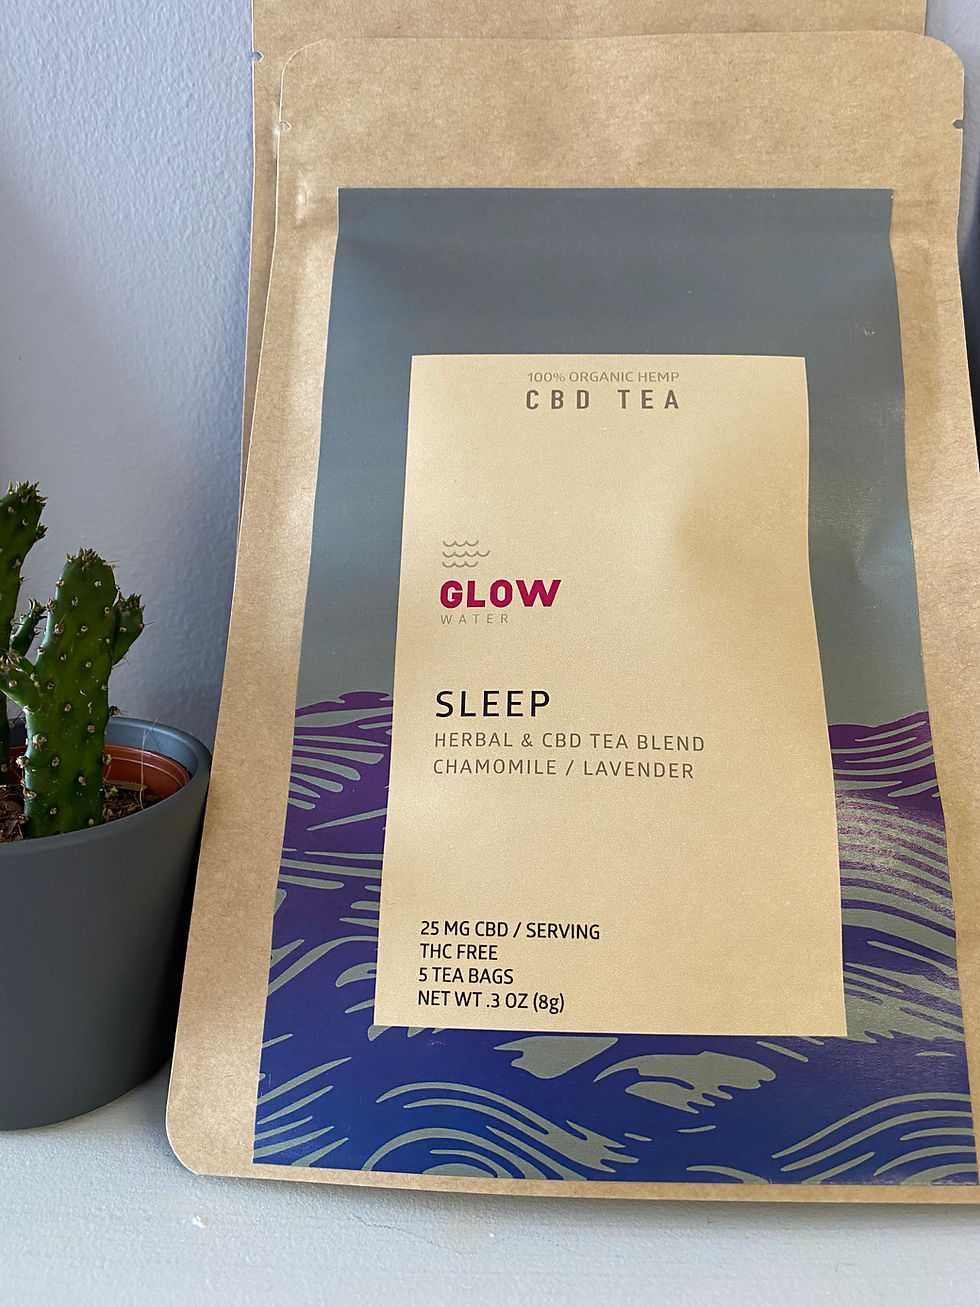 100% ORGANIC HEMP
CBD TEA
GLOW
WATER
SLEEP
HERBAL & CBD TEA BLEND
CHAMOMILE / LAVENDER
25 MG CBD / SERVING
THC FREE
5 TEA BAGS
NET WT .3 OZ (8g)